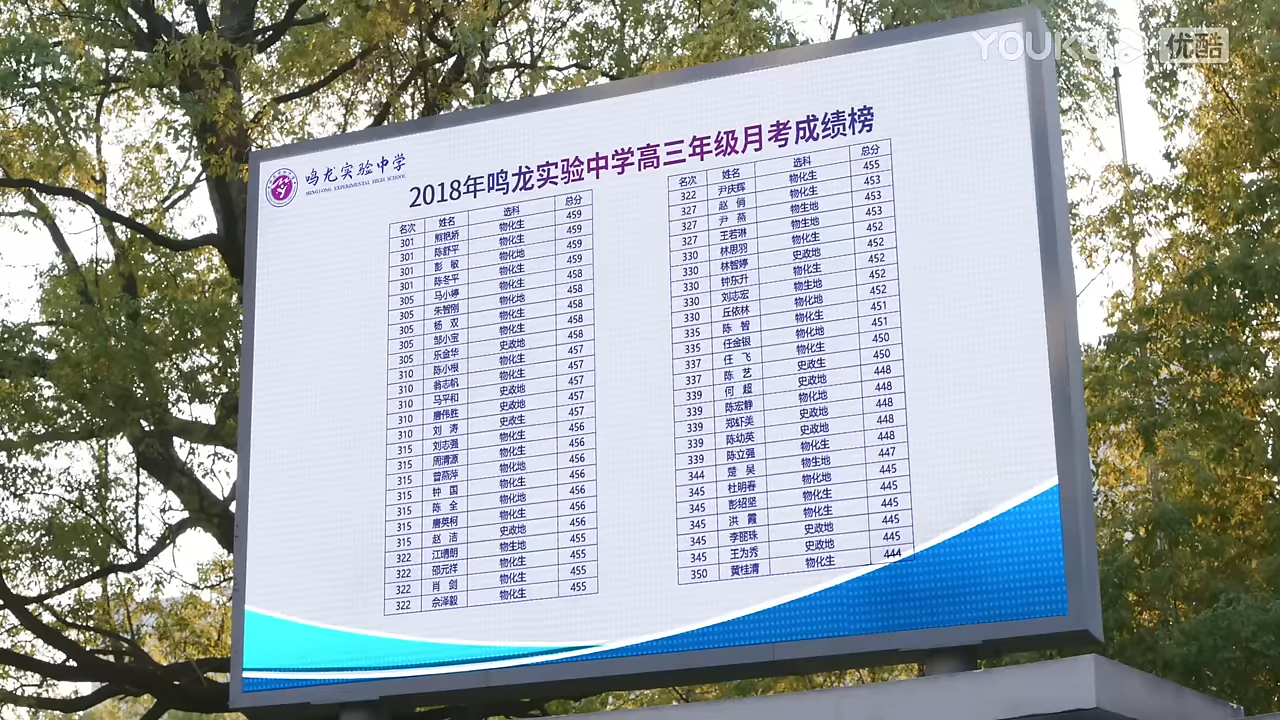 YOUKU 优酷
鸣龙实验中学
MINGLONG EXPERIMENTAL HIGH SCHOOL
2018年鸣龙实验中学高三年级月考成绩榜
名次 姓名 选科 总分
301 熊艳娇 物化生 459
301 陈舒平 物化地 459
301 彭 敏 物化生 459
301 陈冬平 物化生 459
305 马小婷 物化地 458
305 朱智刚 物化生 458
305 杨 双 物化生 458
305 邹小宝 史政地 458
305 乐金华 物化地 458
310 陈小根 物化生 457
310 翁志帆 史政地 457
310 马平和 史政地 457
310 唐伟胜 史政生 457
310 刘 涛 物化生 457
315 刘志强 物化生 456
315 周清源 物化地 456
315 曾燕萍 物化生 456
315 钟 国 物化地 456
315 陈 全 物化生 456
315 唐英柯 史政地 456
315 赵 洁 物生地 456
322 江晴朗 物化生 455
322 邵元祥 物化生 455
322 肖 剑 物化生 455
322 佘泽毅 物化生 455
名次 姓名 选科 总分
322 尹庆辉 物化生 455
327 赵 俏 物化生 453
327 尹 燕 物生地 453
327 王若琳 物生地 453
330 林思羽 物化生 452
330 林智婷 史政地 452
330 钟东升 物化生 452
330 刘志宏 物生地 452
330 丘依林 物化地 452
335 陈 智 物化生 451
335 任金银 物化地 451
337 任 飞 物化生 450
337 陈 艺 史政生 450
339 何 超 史政地 448
339 陈宏静 物化地 448
339 郑虾美 史政地 448
339 陈幼英 史政地 448
339 陈立强 物化生 448
344 楚 昊 物生地 447
345 杜明春 物化地 445
345 彭绍坚 物化生 445
345 洪 霞 物化生 445
345 李丽珠 史政地 445
345 王为秀 史政地 445
350 黄桂清 物化生 444